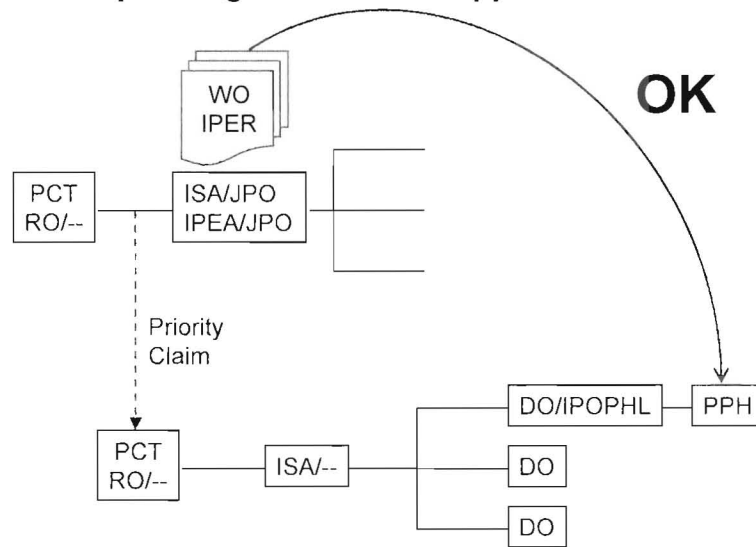 WO
IPER
OK
PCT
RO/--
ISA/JPO
IPEA/JPO
Priority
Claim
DO/IPOPHL
PPH
PCT
RO/--
ISA/--
DO
DO